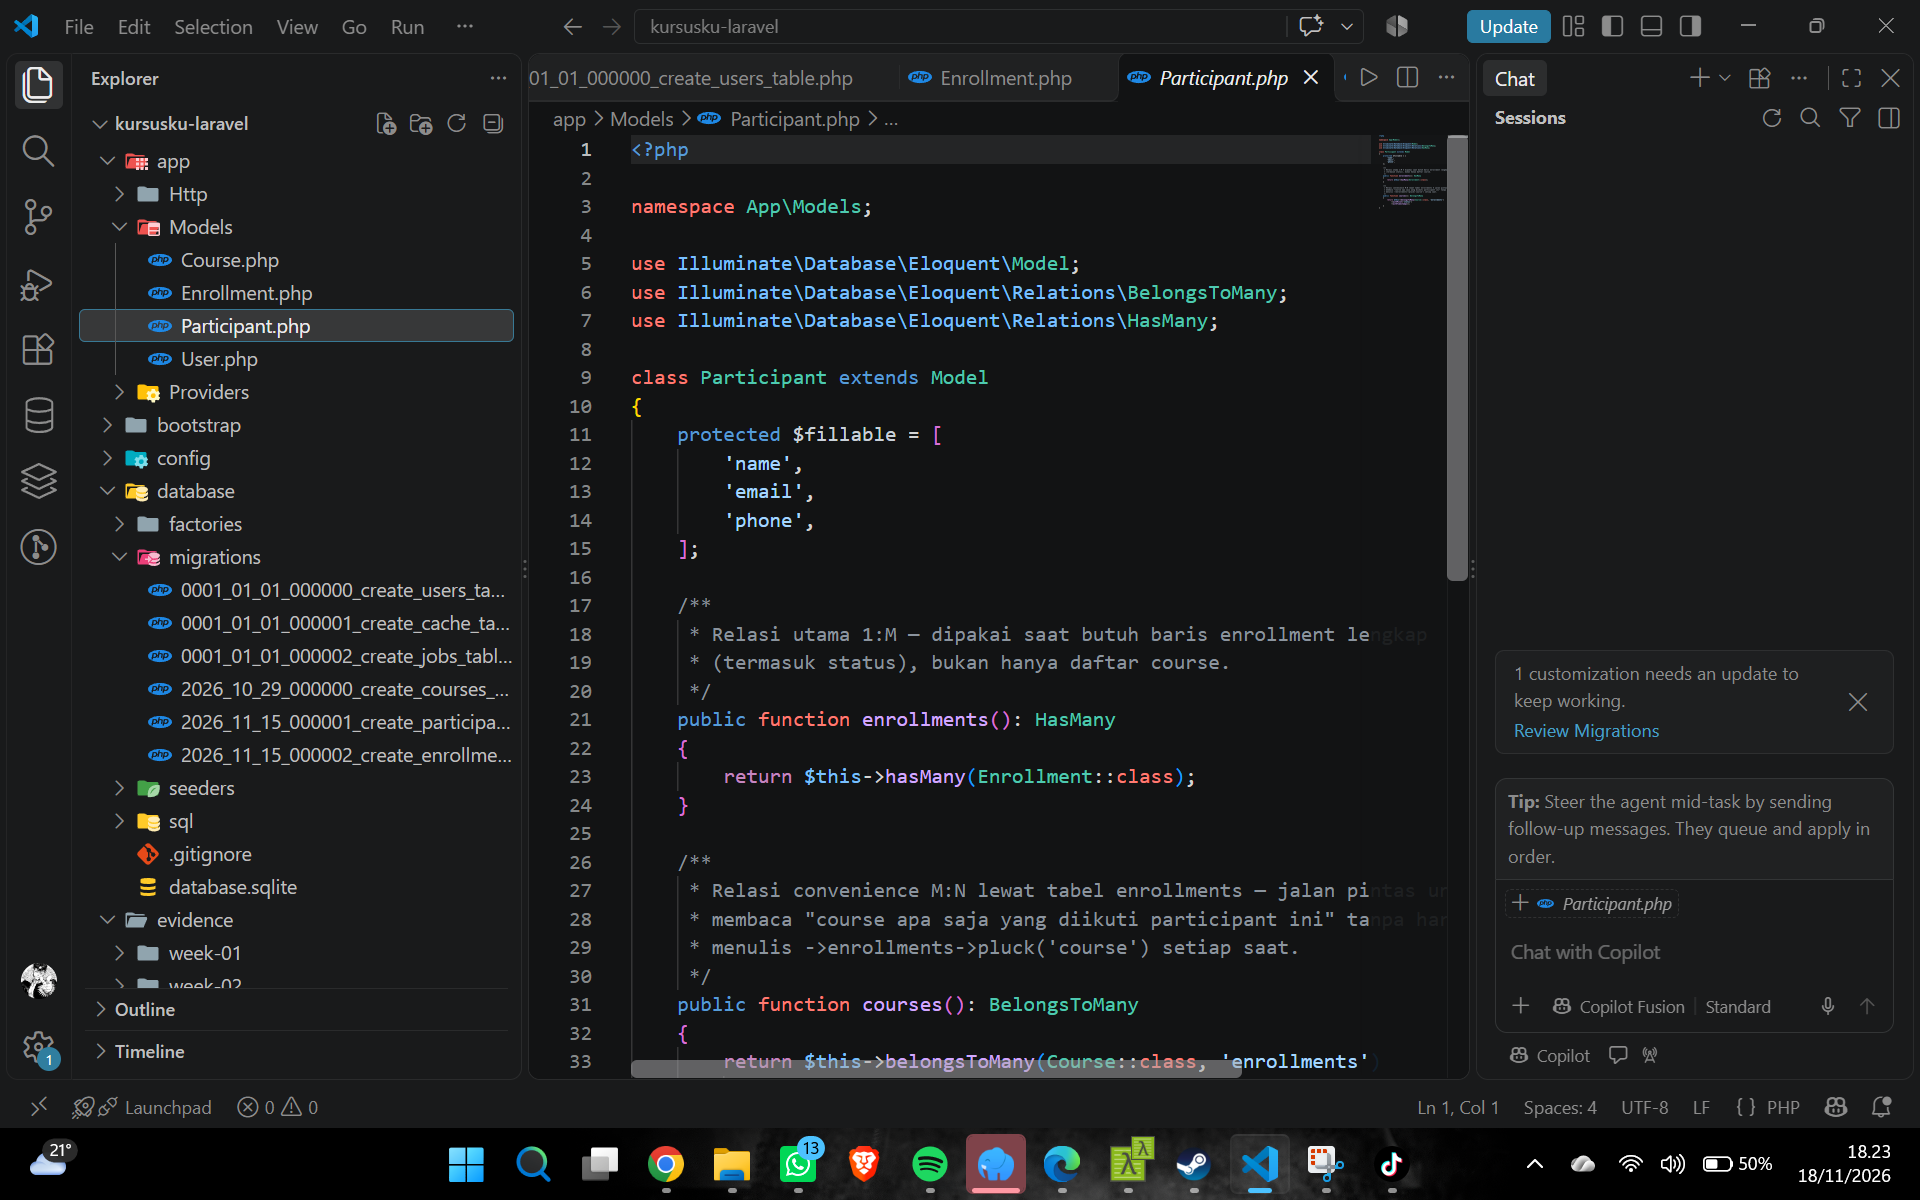 File Edit Selection View Go Run ...
kursusku-laravel
Update
Explorer
kursusku-laravel
app
Http
Models
Course.php
Enrollment.php
Participant.php
User.php
Providers
bootstrap
config
database
factories
migrations
0001_01_01_000000_create_users_ta...
0001_01_01_000001_create_cache_ta...
0001_01_01_000002_create_jobs_tabl...
2026_10_29_000000_create_courses_...
2026_11_15_000001_create_participa...
2026_11_15_000002_create_enrollme...
seeders
sql
.gitignore
database.sqlite
evidence
week-01
week-02
Outline
Timeline
01_01_000000_create_users_table.php Enrollment.php Participant.php
app > Models > Participant.php > ...
1 <?php
2
3 namespace App\Models;
4
5 use Illuminate\Database\Eloquent\Model;
6 use Illuminate\Database\Eloquent\Relations\BelongsToMany;
7 use Illuminate\Database\Eloquent\Relations\HasMany;
8
9 class Participant extends Model
10 {
11 protected $fillable = [
12 'name',
13 'email',
14 'phone',
15 ];
16
17 /**
18 * Relasi utama 1:M — dipakai saat butuh baris enrollment lengkap
19 * (termasuk status), bukan hanya daftar course.
20 */
21 public function enrollments(): HasMany
22 {
23 return $this->hasMany(Enrollment::class);
24 }
25
26 /**
27 * Relasi convenience M:N lewat tabel enrollments — jalan pintas un
28 * membaca "course apa saja yang diikuti participant ini" tanpa har
29 * menulis ->enrollments->pluck('course') setiap saat.
30 */
31 public function courses(): BelongsToMany
32 {
33 return $this->belongsToMany(Course::class, 'enrollments')
Chat
Sessions
1 customization needs an update to
keep working.
Review Migrations
Tip: Steer the agent mid-task by sending
follow-up messages. They queue and apply in
order.
Participant.php
Chat with Copilot
Copilot Fusion Standard
Copilot
1
Launchpad 0 0
Ln 1, Col 1 Spaces: 4 UTF-8 LF { } PHP
21°
13
50%
18.23
18/11/2026